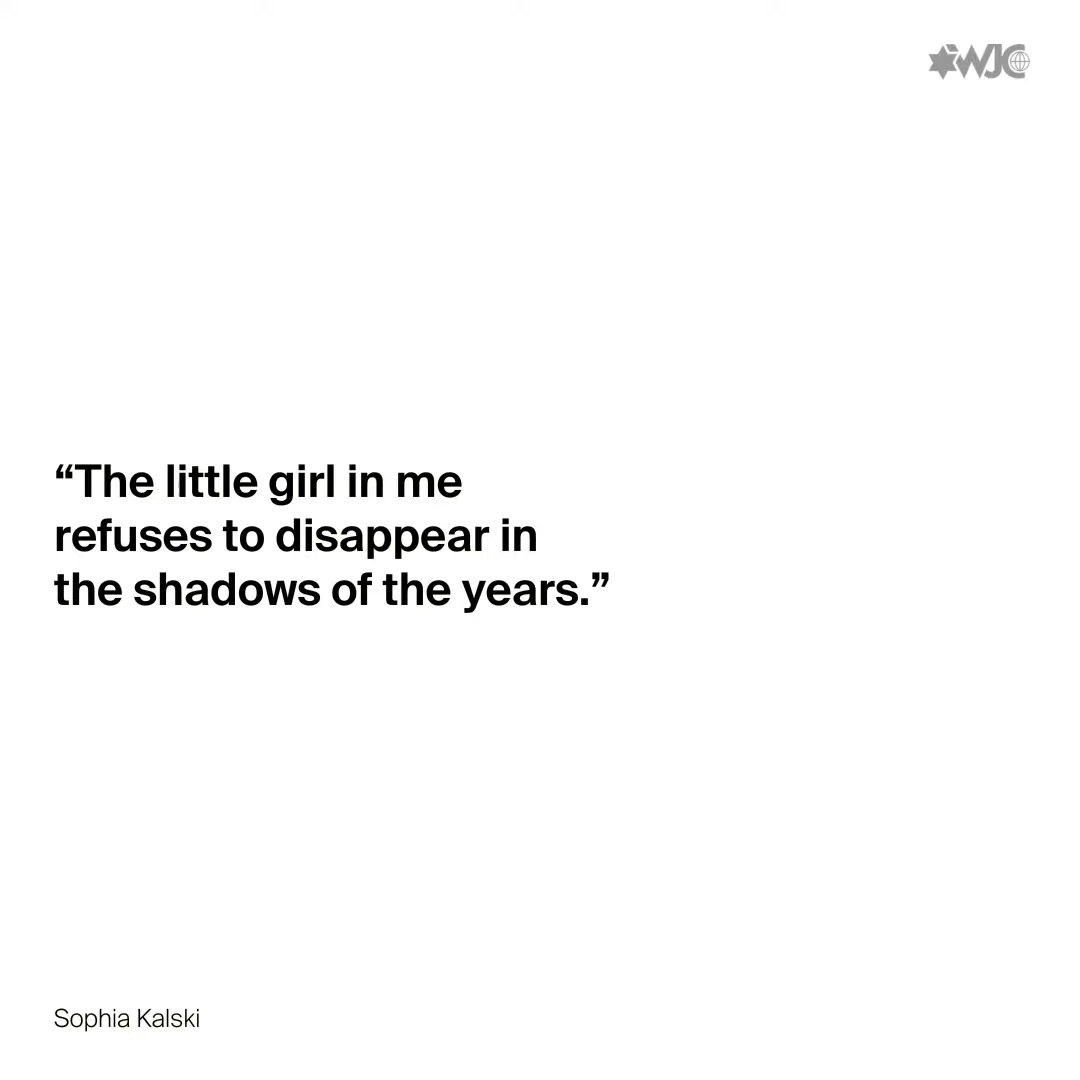 WJC
“The little girl in me
refuses to disappear in
the shadows of the years.”
Sophia Kalski